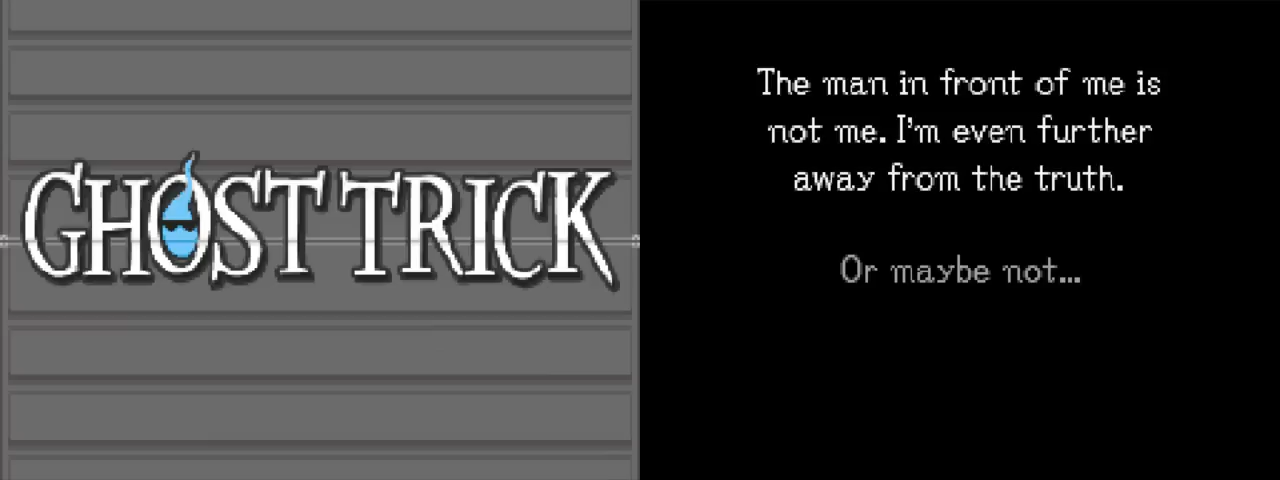 GHOST TRICK
The man in front of me is
not me. I'm even further
away from the truth.
Or maybe not...